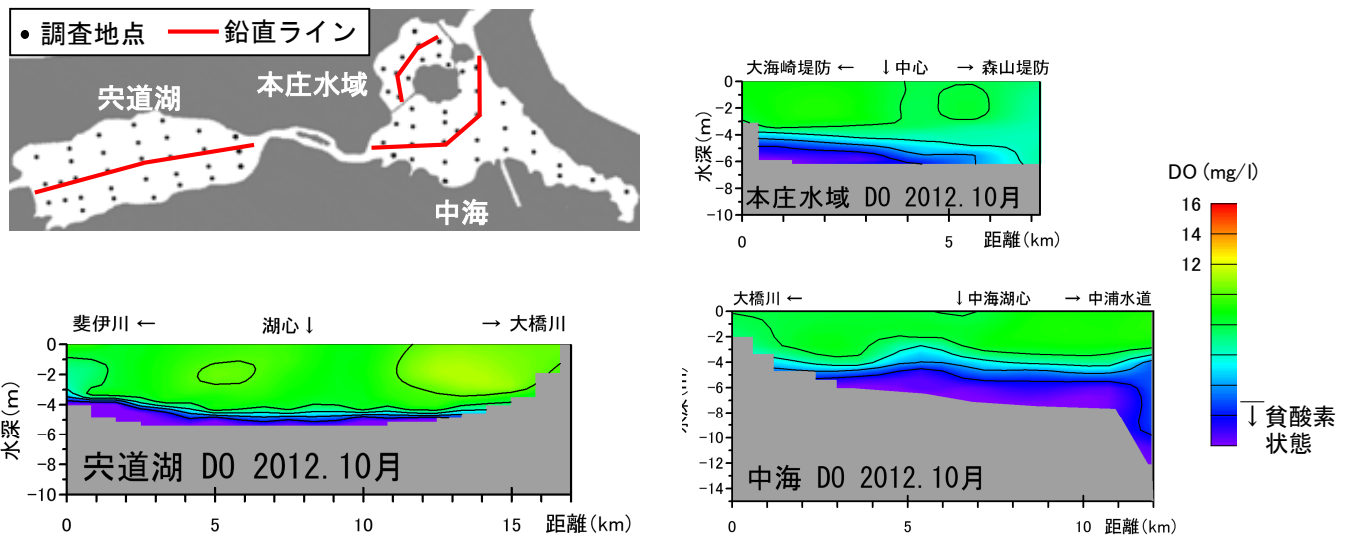 • 調査地点 鉛直ライン
宍道湖
本庄水域
中海
大海崎堤防 ← ↓中心 → 森山堤防
0
-2
-4
-6
-8
-10
水深(m)
本庄水域 DO 2012.10月
0 5 距離(km)
DO (mg/l)
16
14
12
↓貧酸素
状態
斐伊川 ← 湖心↓ → 大橋川
0
-2
-4
-6
-8
-10
水深(m)
宍道湖 DO 2012.10月
0 5 10 15 距離(km)
大橋川 ← ↓中海湖心 → 中浦水道
0
-2
-4
-6
-8
-10
-12
-14
中海 DO 2012.10月
0 5 10 距離(km)